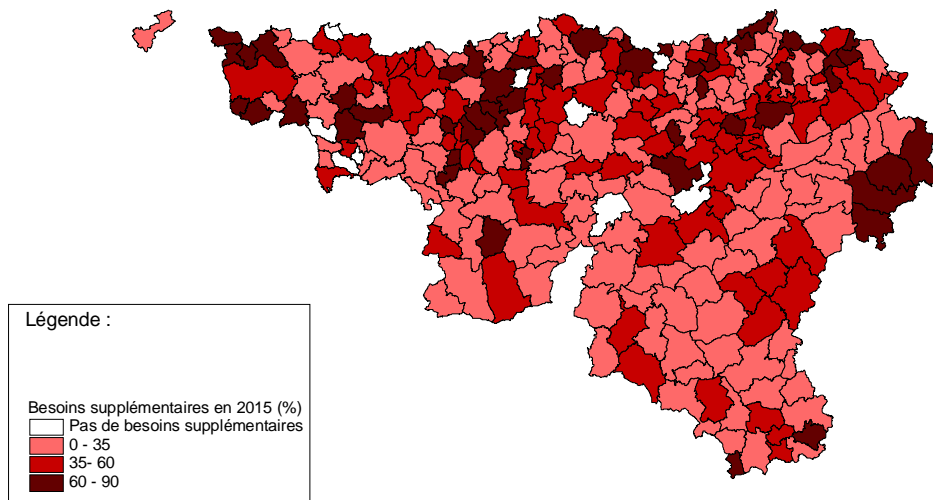 Légende :
Besoins supplémentaires en 2015 (%)
Pas de besoins supplémentaires
0 - 35
35- 60
60 - 90